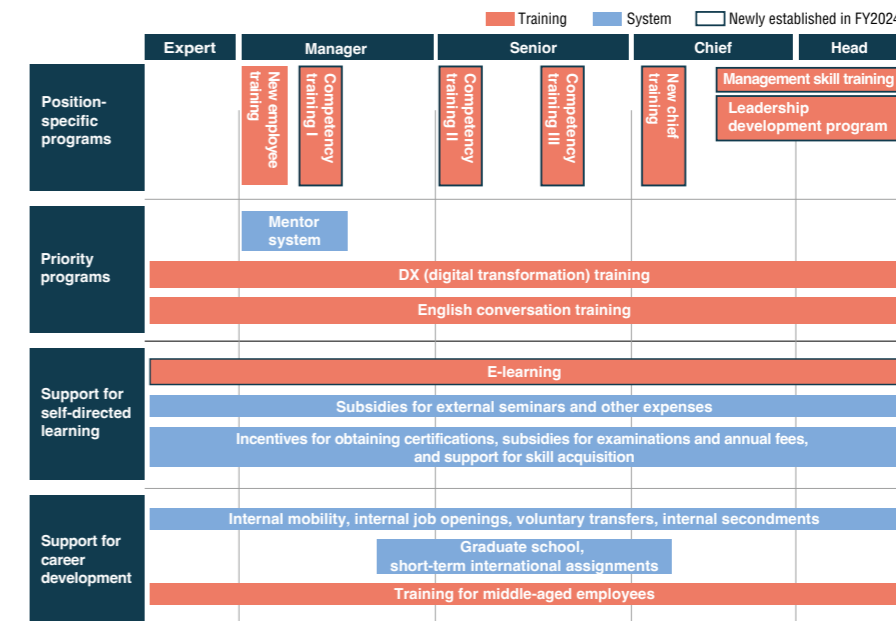 Training System Newly established in FY2024
Expert Manager Senior Chief Head
Position-
specific
programs
New employee
training
Competency
training I
Competency
training II
Competency
training III
New chief
training
Management skill training
Leadership
development program
Priority
programs
Mentor
system
DX (digital transformation) training
English conversation training
Support for
self-directed
learning
E-learning
Subsidies for external seminars and other expenses
Incentives for obtaining certifications, subsidies for examinations and annual fees,
and support for skill acquisition
Support for
career
development
Internal mobility, internal job openings, voluntary transfers, internal secondments
Graduate school,
short-term international assignments
Training for middle-aged employees